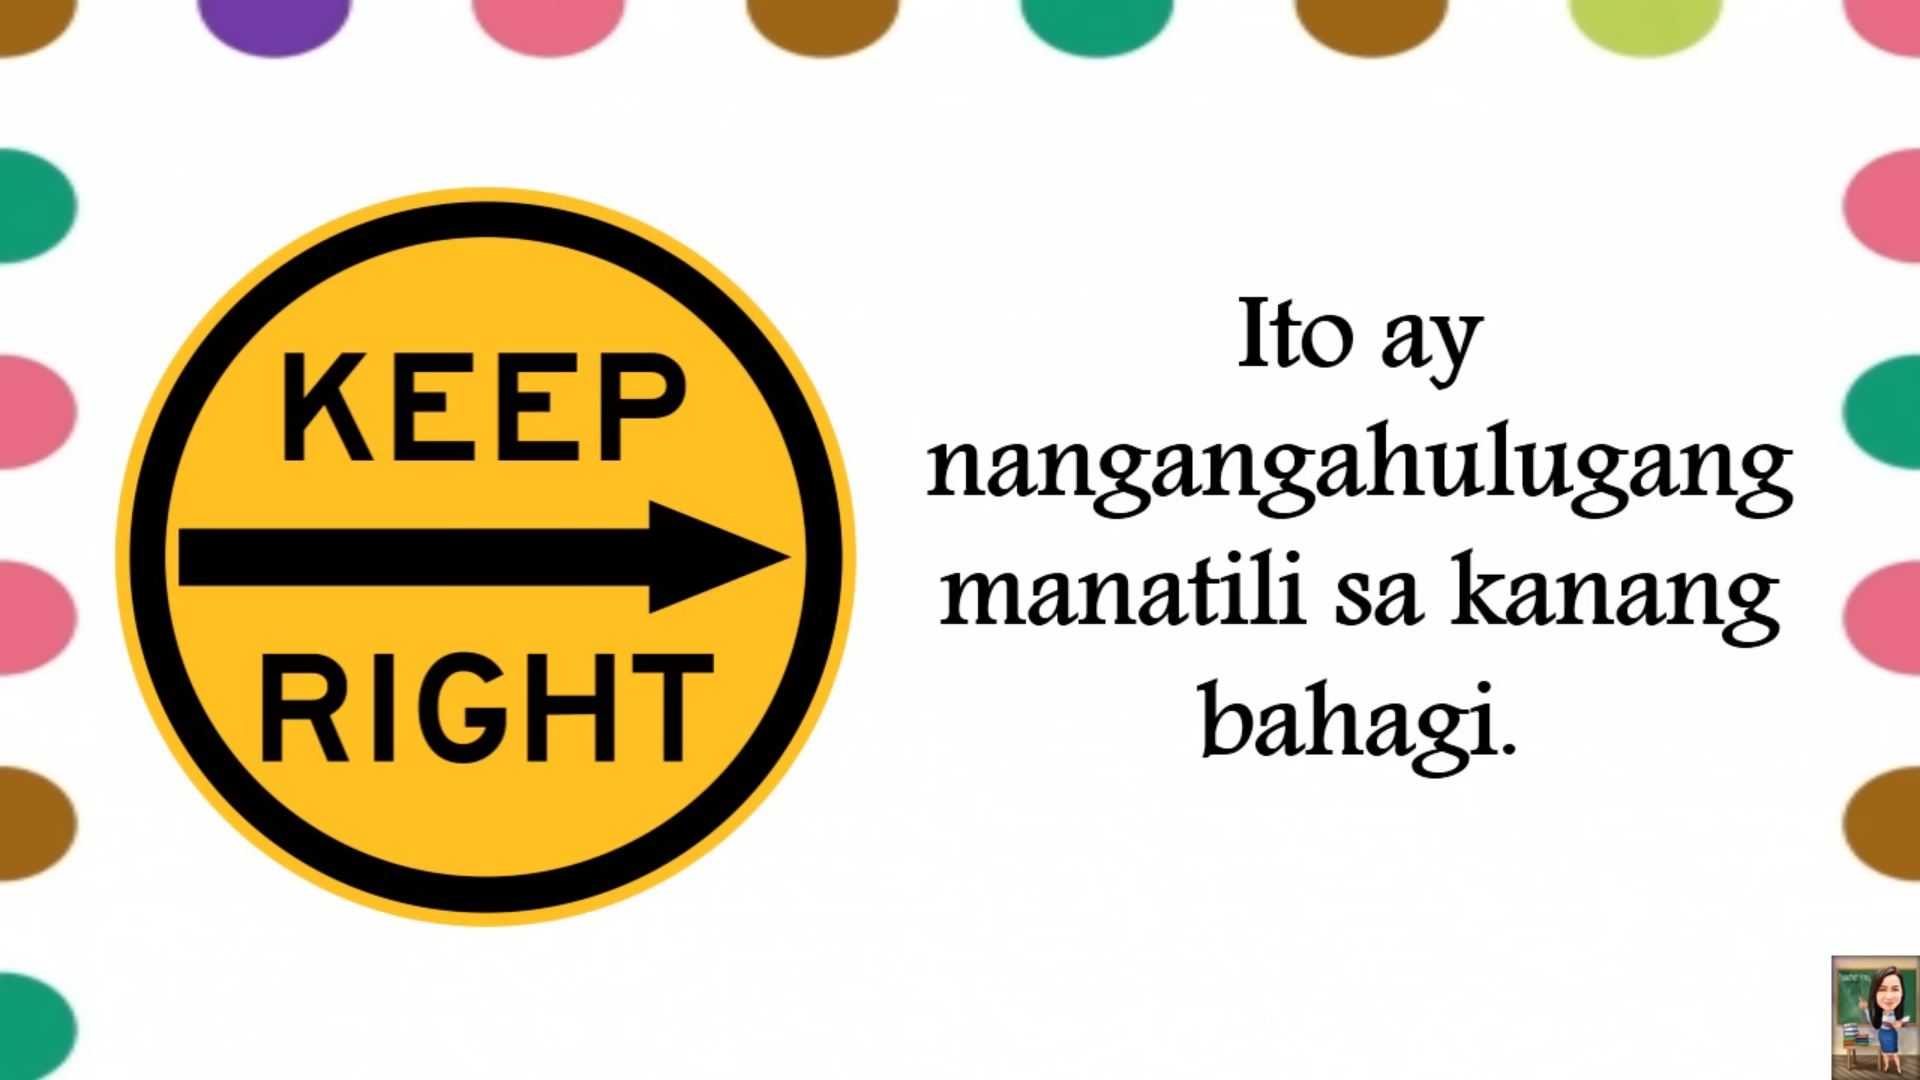 KEEP
RIGHT
Ito ay
nangangahulugang
manatili sa kanang
bahagi.